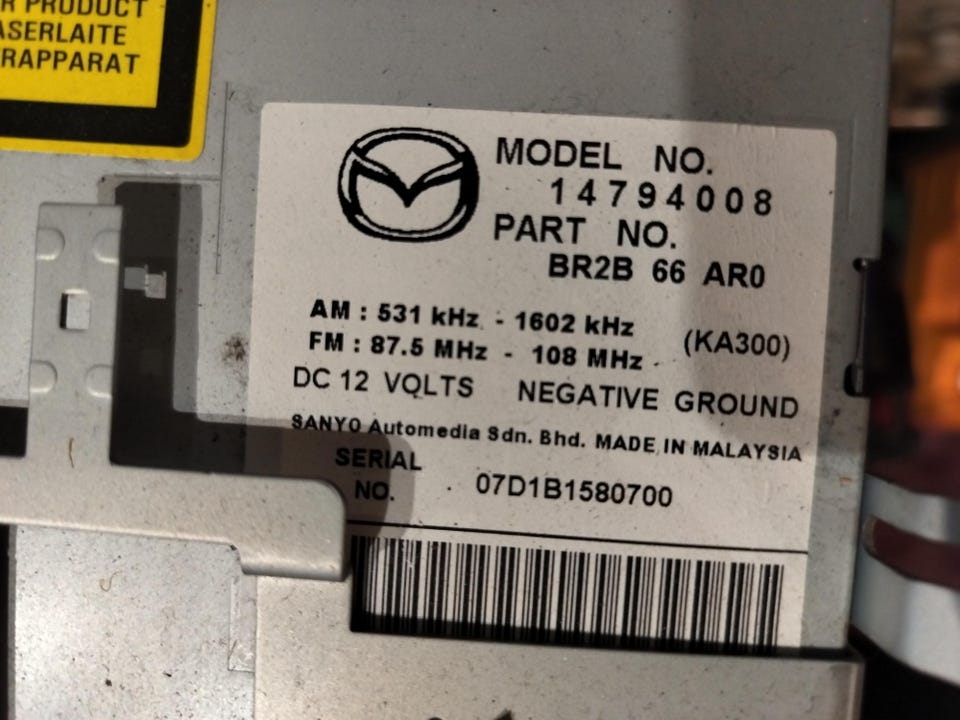 R PRODUCT
ASERLAITE
RAPPARAT
MODEL NO.
14794008
PART NO.
BR2B 66 AR0
AM : 531 kHz - 1602 kHz
FM : 87.5 MHz - 108 MHz
(KA300)
DC 12 VOLTS NEGATIVE GROUND
SANYO Automedia Sdn. Bhd. MADE IN MALAYSIA
SERIAL
NO.
07D1B1580700